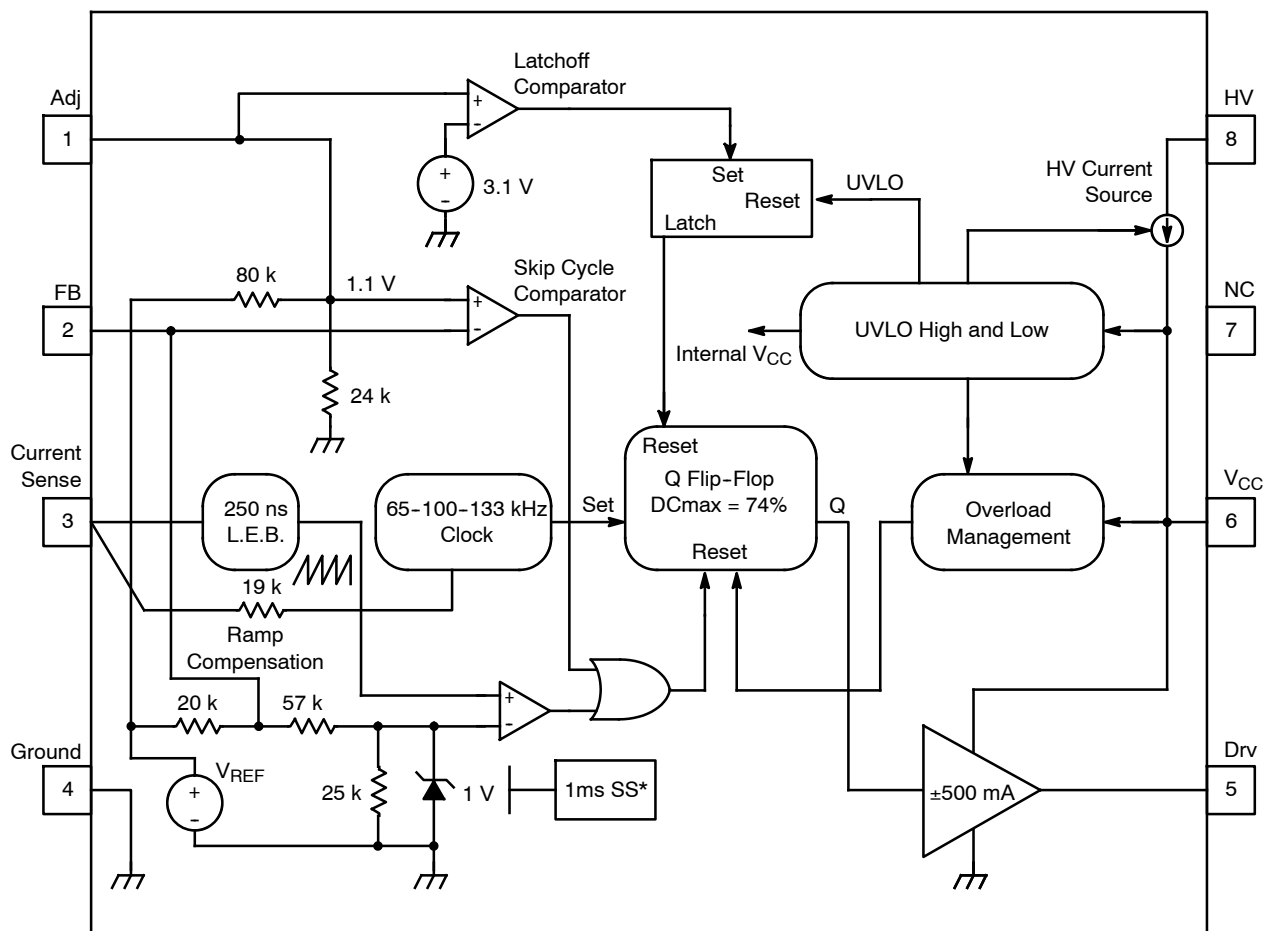 Latchoff
Comparator
Adj
1
+
-
+
-
3.1 V
Set
Reset
Latch
UVLO
HV
8
HV Current
Source
80 k
1.1 V
Skip Cycle
Comparator
+
-
FB
2
24 k
Internal VCC
UVLO High and Low
NC
7
Current
Sense
3
250 ns
L.E.B.
65-100-133 kHz
Clock
Set
Reset
Q Flip-Flop
DCmax = 74%
Reset
Q
Overload
Management
VCC
6
19 k
Ramp
Compensation
20 k
57 k
+
-
Ground
4
VREF
+
-
25 k
1 V
1ms SS*
±500 mA
Drv
5